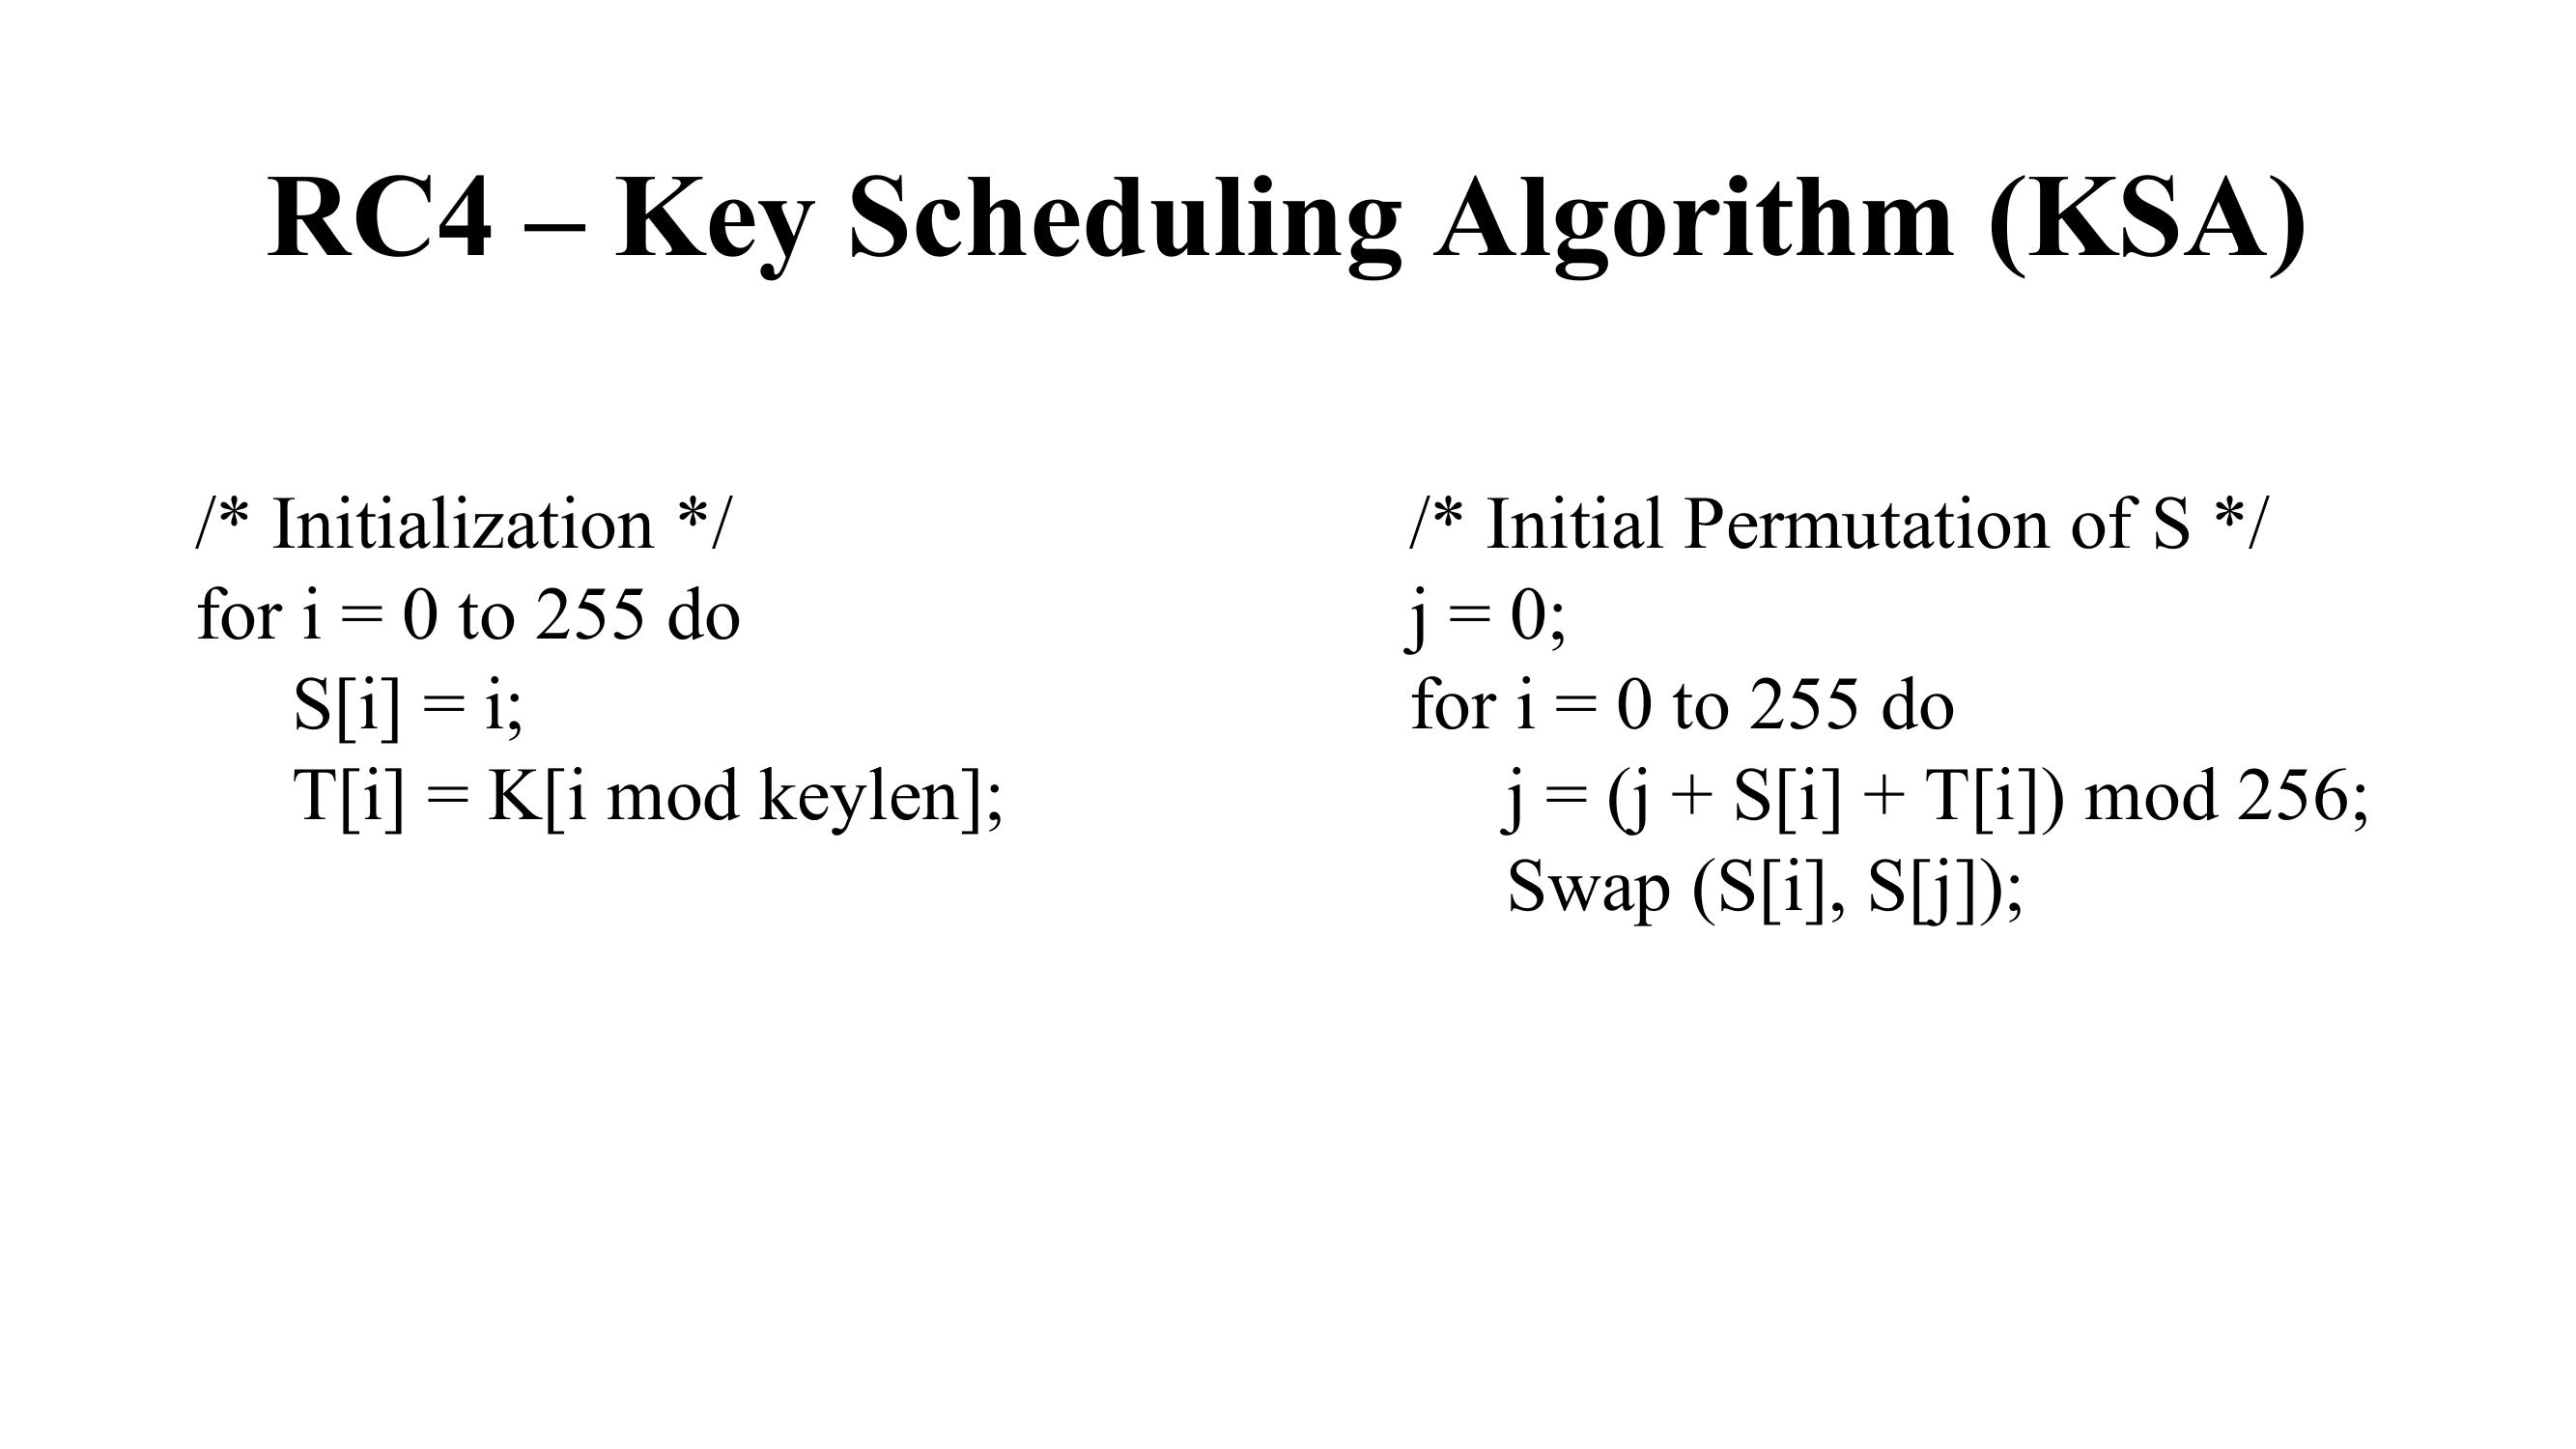 RC4 – Key Scheduling Algorithm (KSA)
/* Initialization */
for i = 0 to 255 do
S[i] = i;
T[i] = K[i mod keylen];
/* Initial Permutation of S */
j = 0;
for i = 0 to 255 do
j = (j + S[i] + T[i]) mod 256;
Swap (S[i], S[j]);